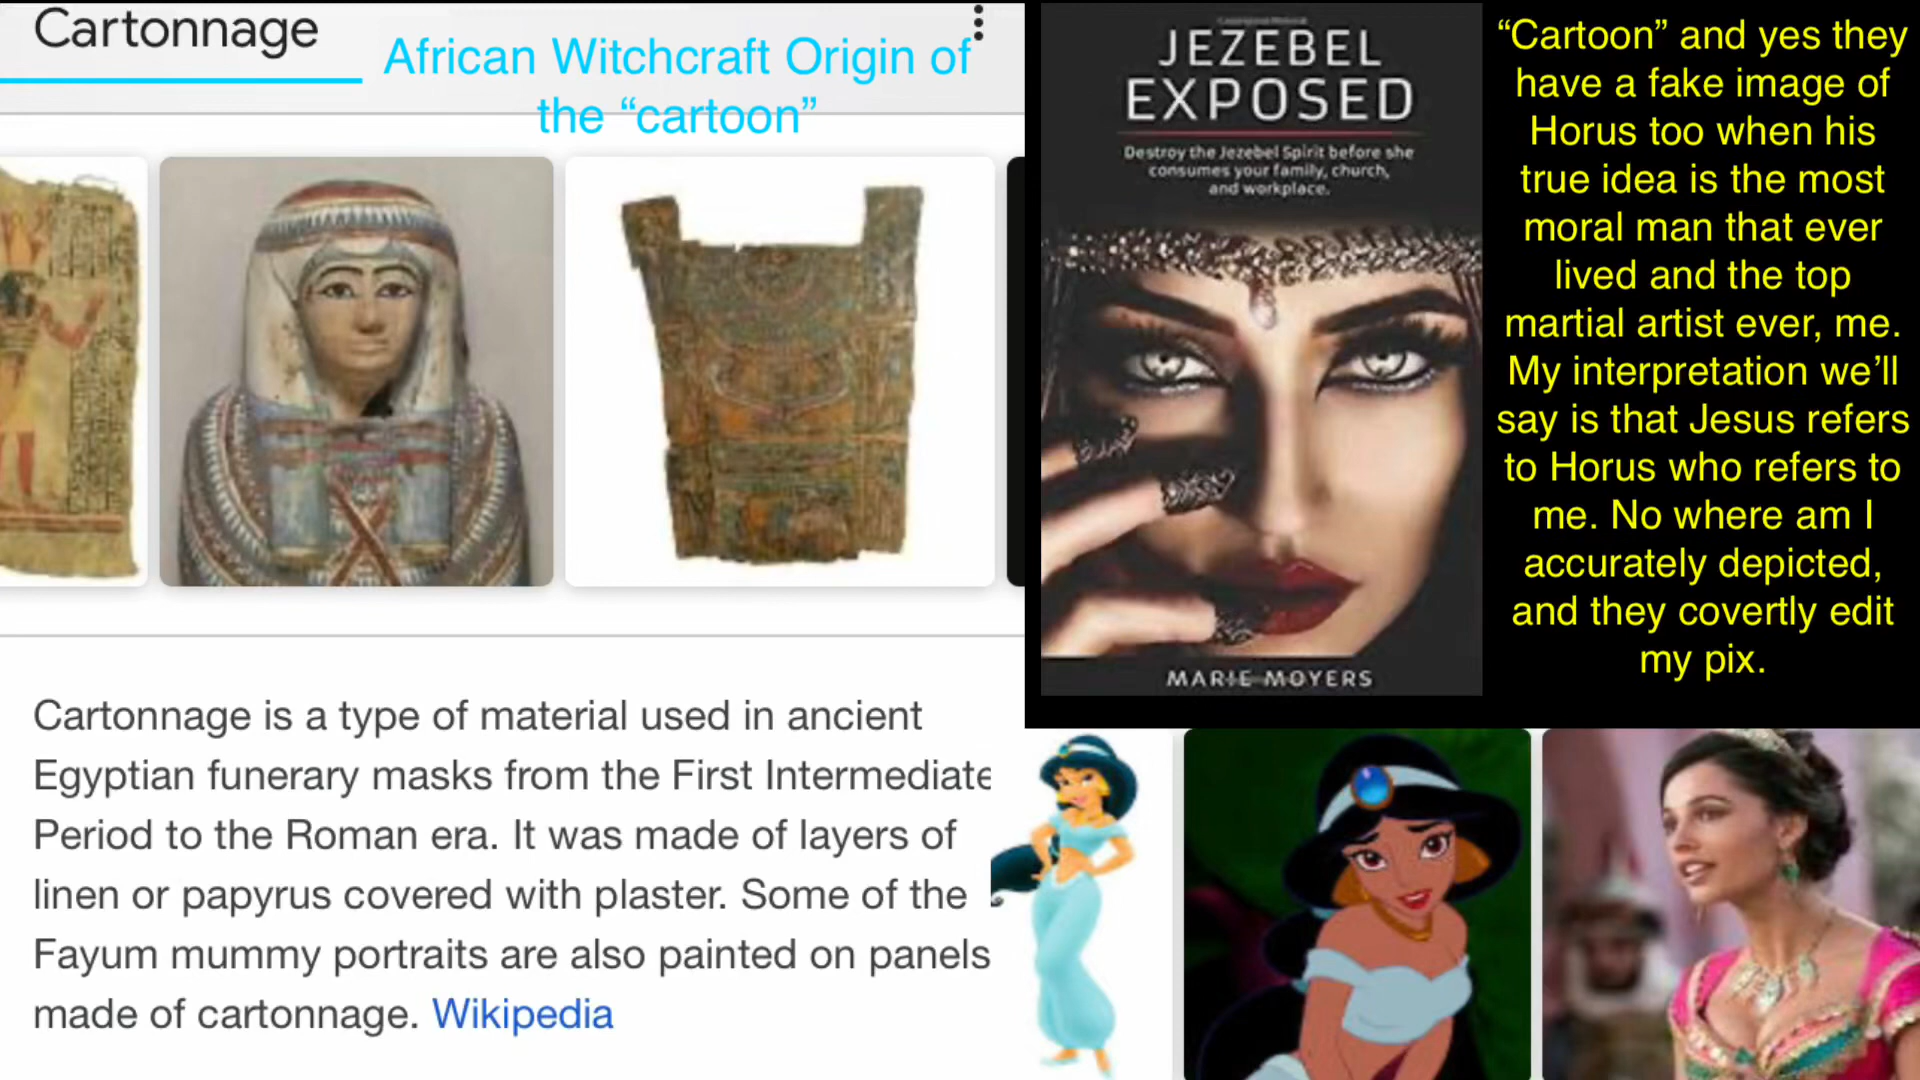 Cartonnage
African Witchcraft Origin of
the “cartoon”
Cartonnage is a type of material used in ancient
Egyptian funerary masks from the First Intermediate
Period to the Roman era. It was made of layers of
linen or papyrus covered with plaster. Some of the
Fayum mummy portraits are also painted on panels
made of cartonnage. Wikipedia
JEZEBEL
EXPOSED
Destroy the Jezebel Spirit before she
consumes your family, church,
and workplace.
MARIE MOYERS
“Cartoon” and yes they
have a fake image of
Horus too when his
true idea is the most
moral man that ever
lived and the top
martial artist ever, me.
My interpretation we’ll
say is that Jesus refers
to Horus who refers to
me. No where am I
accurately depicted,
and they covertly edit
my pix.